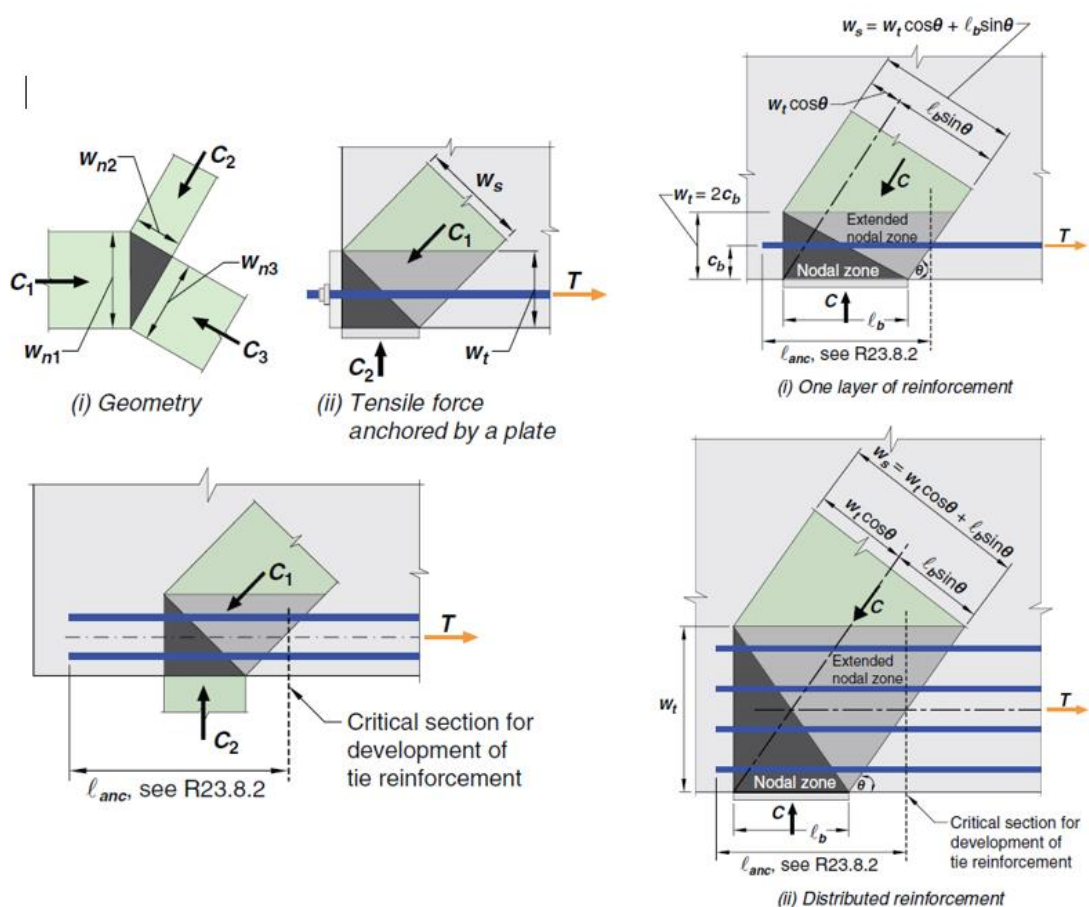 w_n2
C_2
C_1
w_n1
w_n3
C_3
(i) Geometry
w_s
C_1
T
w_t
C_2
(ii) Tensile force
anchored by a plate
C_1
T
C_2
Critical section for
development of
tie reinforcement
ℓ_anc, see R23.8.2
w_s = w_t cosθ + ℓ_b sinθ
w_t cosθ
ℓ_b sinθ
C
w_t = 2c_b
Extended
nodal zone
T
c_b
Nodal zone
θ
C
ℓ_b
ℓ_anc, see R23.8.2
(i) One layer of reinforcement
w_s = w_t cosθ + ℓ_b sinθ
w_t cosθ
ℓ_b sinθ
C
Extended
nodal zone
w_t
T
Nodal zone
θ
C
ℓ_b
Critical section for
development of
tie reinforcement
ℓ_anc, see R23.8.2
(ii) Distributed reinforcement